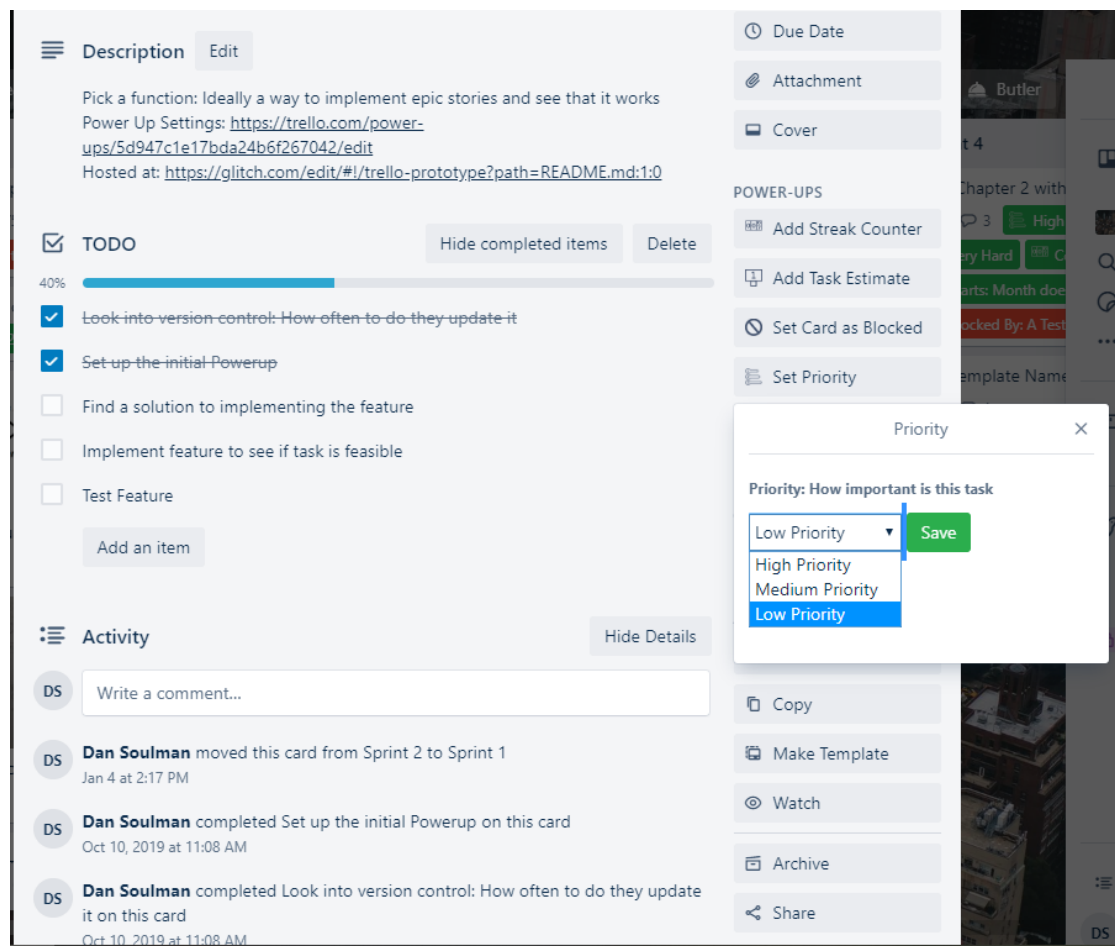 Description
Edit
Pick a function: Ideally a way to implement epic stories and see that it works
Power Up Settings: https://trello.com/power-
ups/5d947c1e17bda24b6f267042/edit
Hosted at: https://glitch.com/edit/#!/trello-prototype?path=README.md:1:0
TODO
Hide completed items
Delete
40%
Look into version control: How often to do they update it
Set up the initial Powerup
Find a solution to implementing the feature
Implement feature to see if task is feasible
Test Feature
Add an item
Activity
Hide Details
DS
Write a comment...
DS
Dan Soulman moved this card from Sprint 2 to Sprint 1
Jan 4 at 2:17 PM
DS
Dan Soulman completed Set up the initial Powerup on this card
Oct 10, 2019 at 11:08 AM
DS
Dan Soulman completed Look into version control: How often to do they update
it on this card
Oct 10, 2019 at 11:08 AM
Due Date
Attachment
Cover
POWER-UPS
Add Streak Counter
Add Task Estimate
Set Card as Blocked
Set Priority
Priority
Priority: How important is this task
Low Priority
Save
High Priority
Medium Priority
Low Priority
Copy
Make Template
Watch
Archive
Share
Butler
t 4
Chapter 2 with
3
High
ery Hard
arts: Month doe
ocked By: A Test
emplate Name
DS